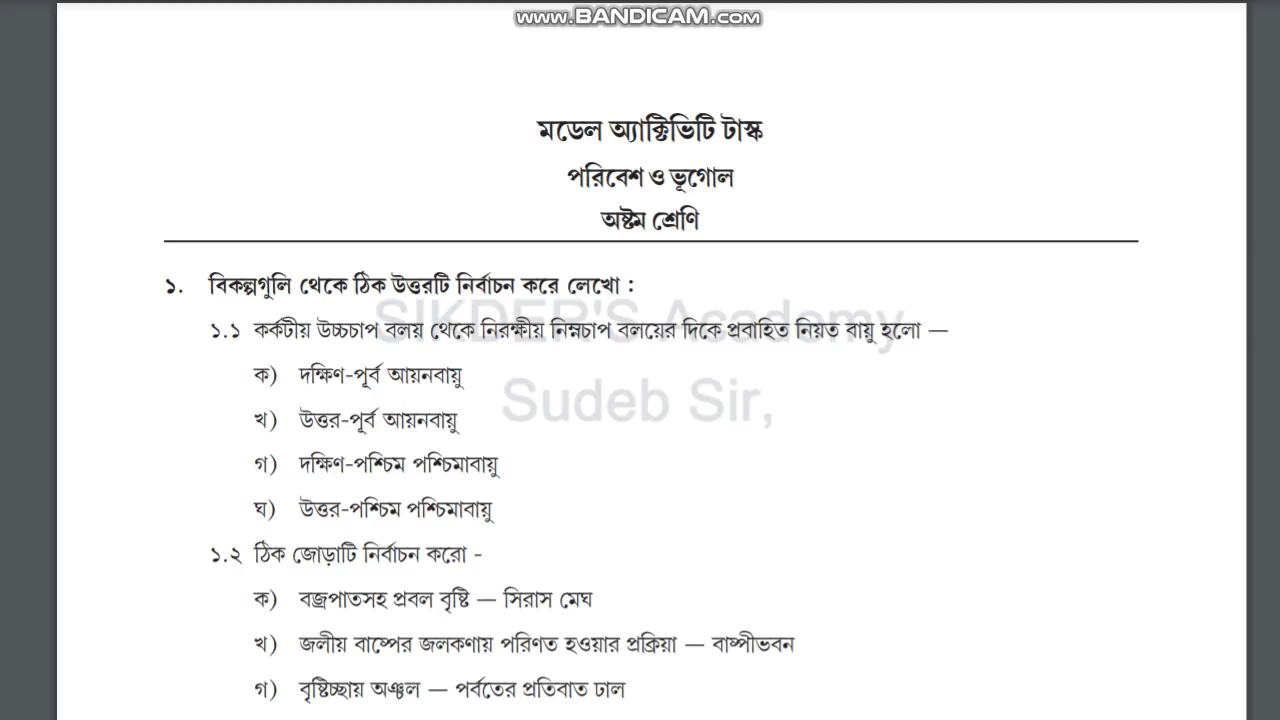 www.BANDICAM.com
মডেল অ্যাক্টিভিটি টাস্ক
পরিবেশ ও ভূগোল
অষ্টম শ্রেণি
১. বিকল্পগুলি থেকে ঠিক উত্তরটি নির্বাচন করে লেখো :
SIKDER'S Academy
১.১ কর্কটীয় উচ্চচাপ বলয় থেকে নিরক্ষীয় নিম্নচাপ বলয়ের দিকে প্রবাহিত নিয়ত বায়ু হলো —
ক) দক্ষিণ-পূর্ব আয়নবায়ু
Sudeb Sir,
খ) উত্তর-পূর্ব আয়নবায়ু
গ) দক্ষিণ-পশ্চিম পশ্চিমাবায়ু
ঘ) উত্তর-পশ্চিম পশ্চিমাবায়ু
১.২ ঠিক জোড়াটি নির্বাচন করো -
ক) বজ্রপাতসহ প্রবল বৃষ্টি — সিরাস মেঘ
খ) জলীয় বাষ্পের জলকণায় পরিণত হওয়ার প্রক্রিয়া — বাষ্পীভবন
গ) বৃষ্টিচ্ছায় অঞ্চল — পর্বতের প্রতিবাত ঢাল